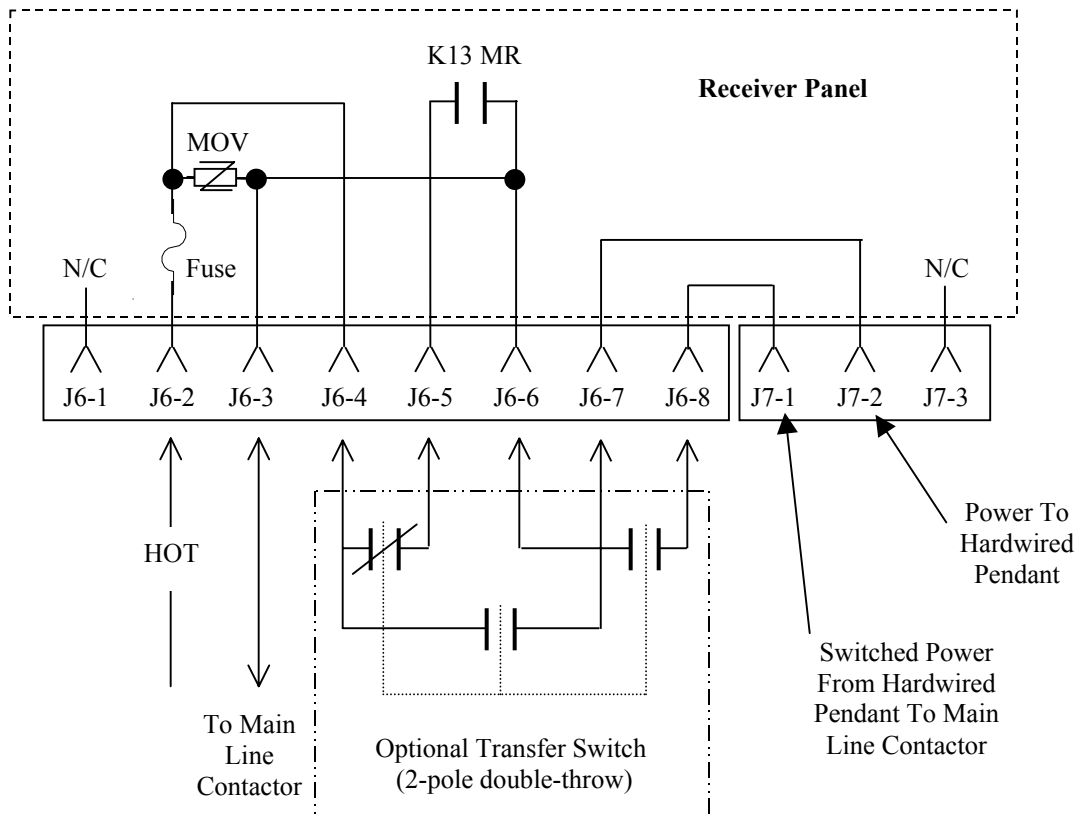 K13 MR
Receiver Panel
MOV
N/C
Fuse
N/C
J6-1
J6-2
J6-3
J6-4
J6-5
J6-6
J6-7
J6-8
J7-1
J7-2
J7-3
HOT
To Main
Line
Contactor
Optional Transfer Switch
(2-pole double-throw)
Power To
Hardwired
Pendant
Switched Power
From Hardwired
Pendant To Main
Line Contactor